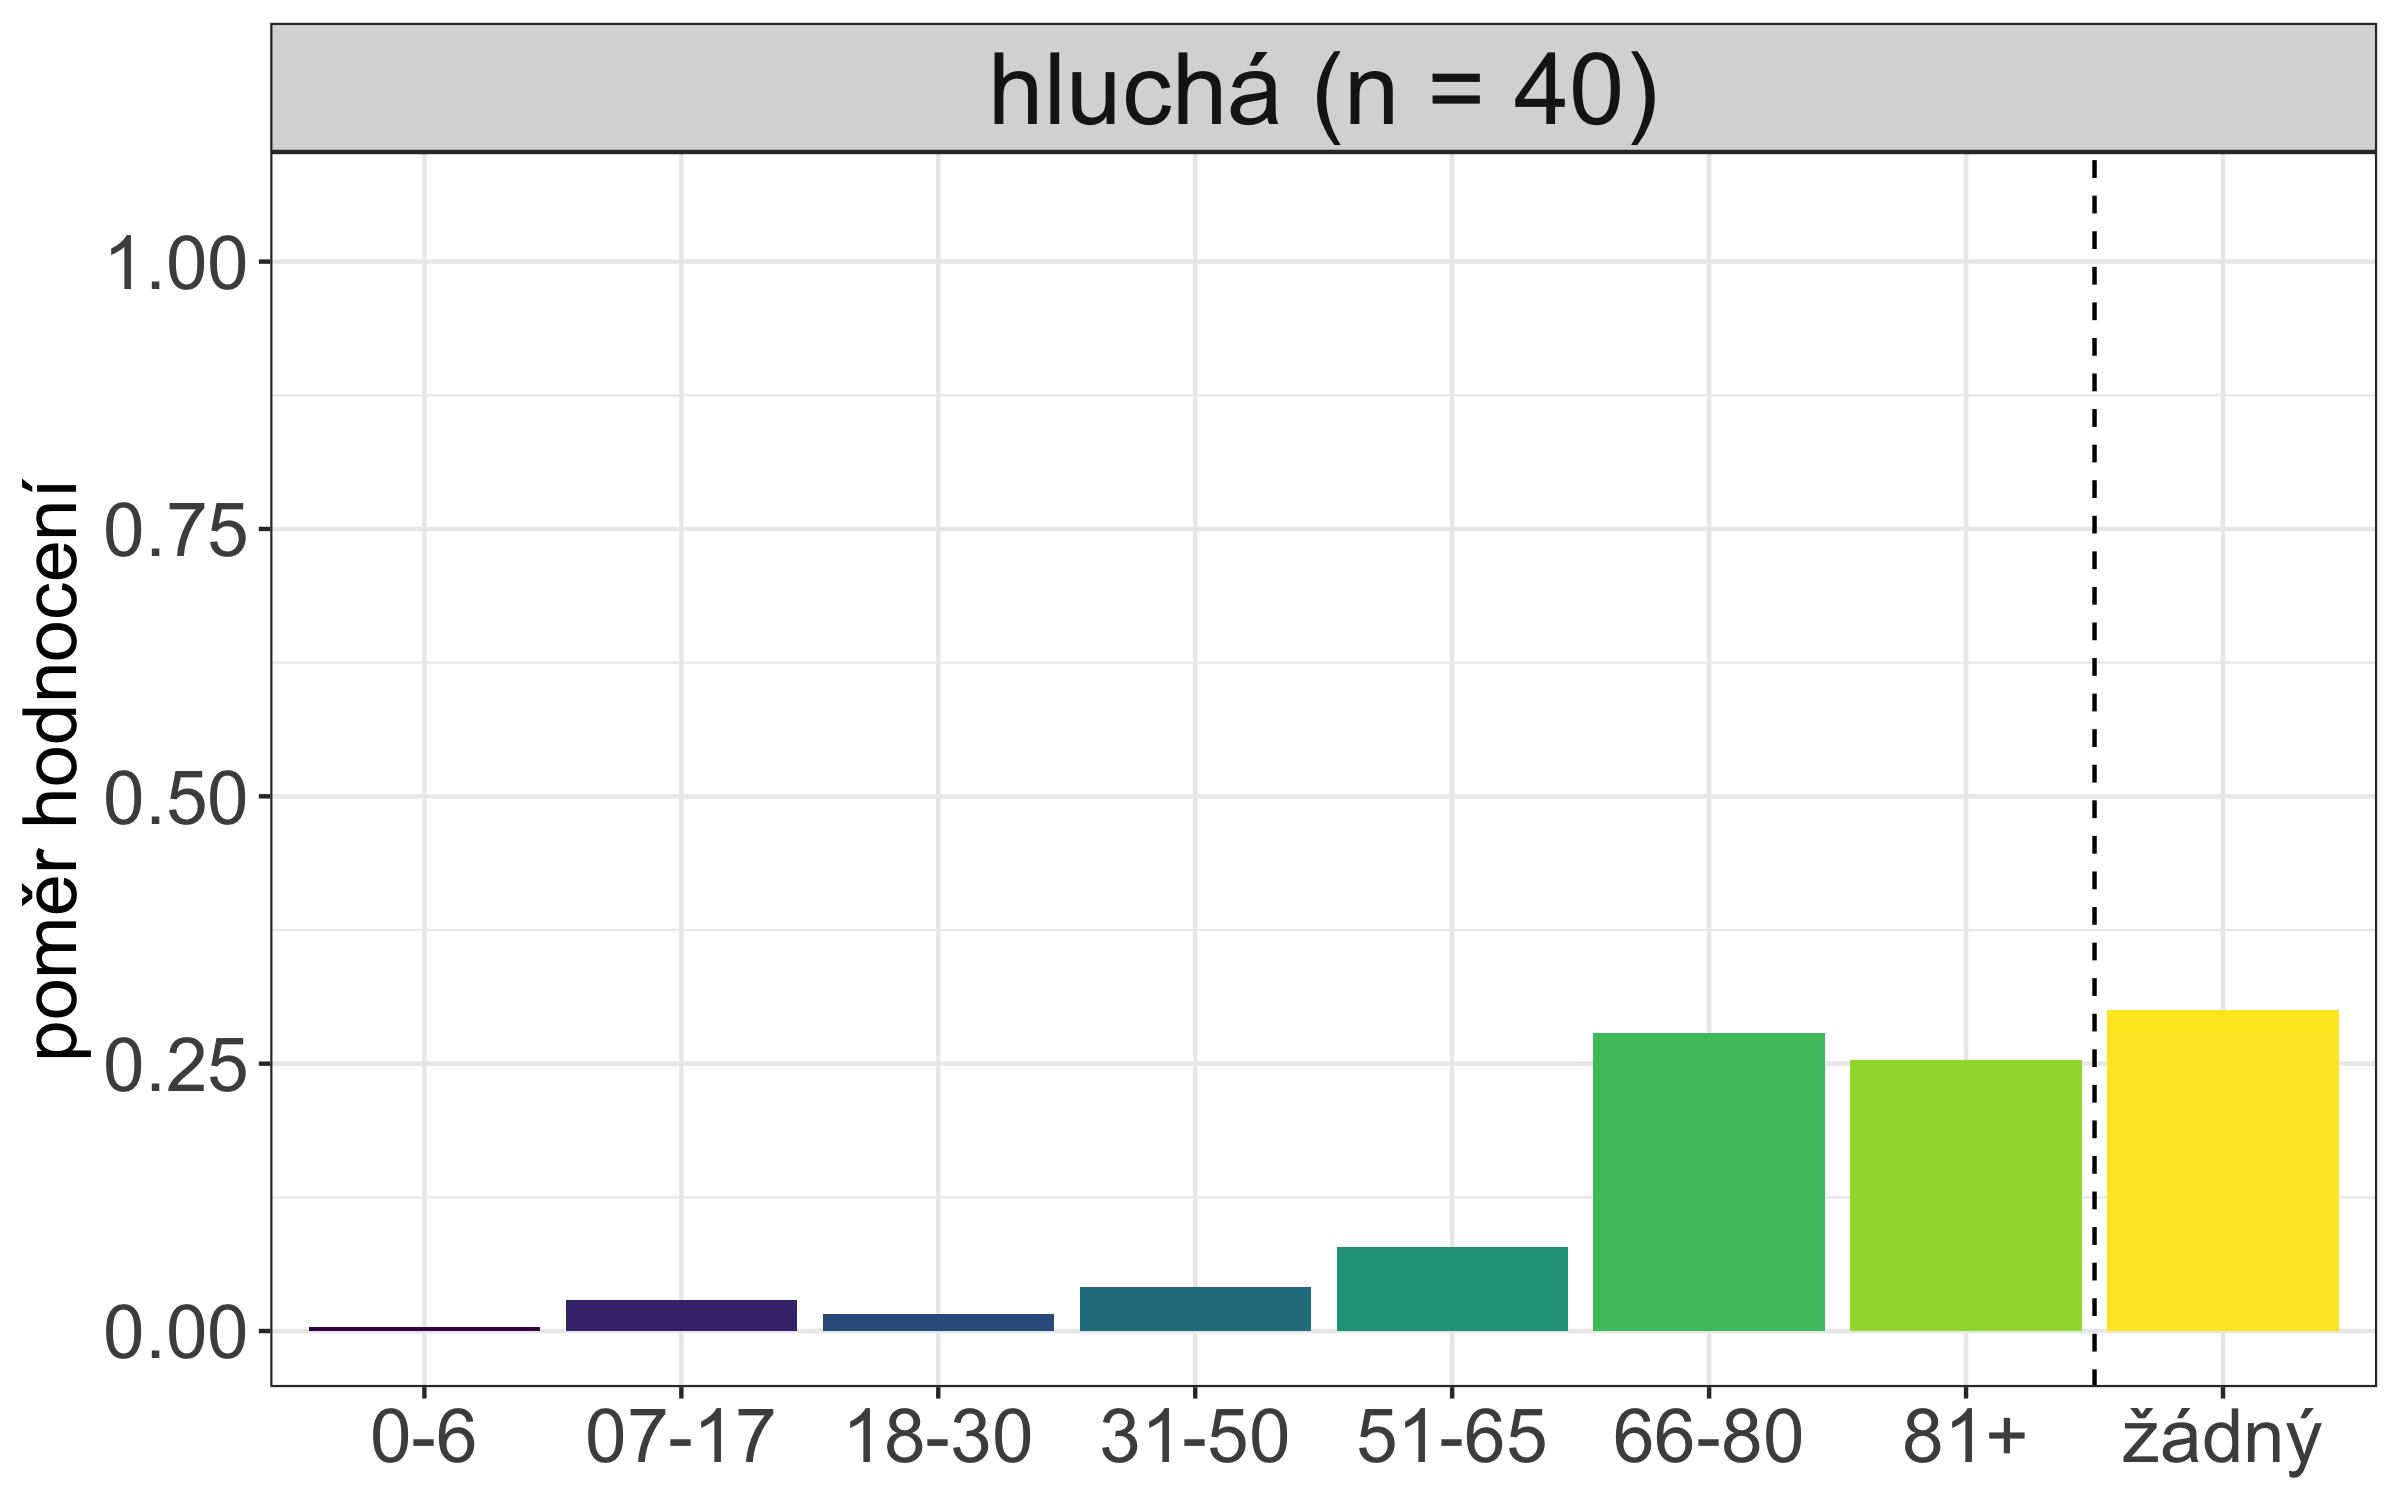 hluchá (n = 40)
poměr hodnocení
1.00
0.75
0.50
0.25
0.00
0-6 07-17 18-30 31-50 51-65 66-80 81+ žádný